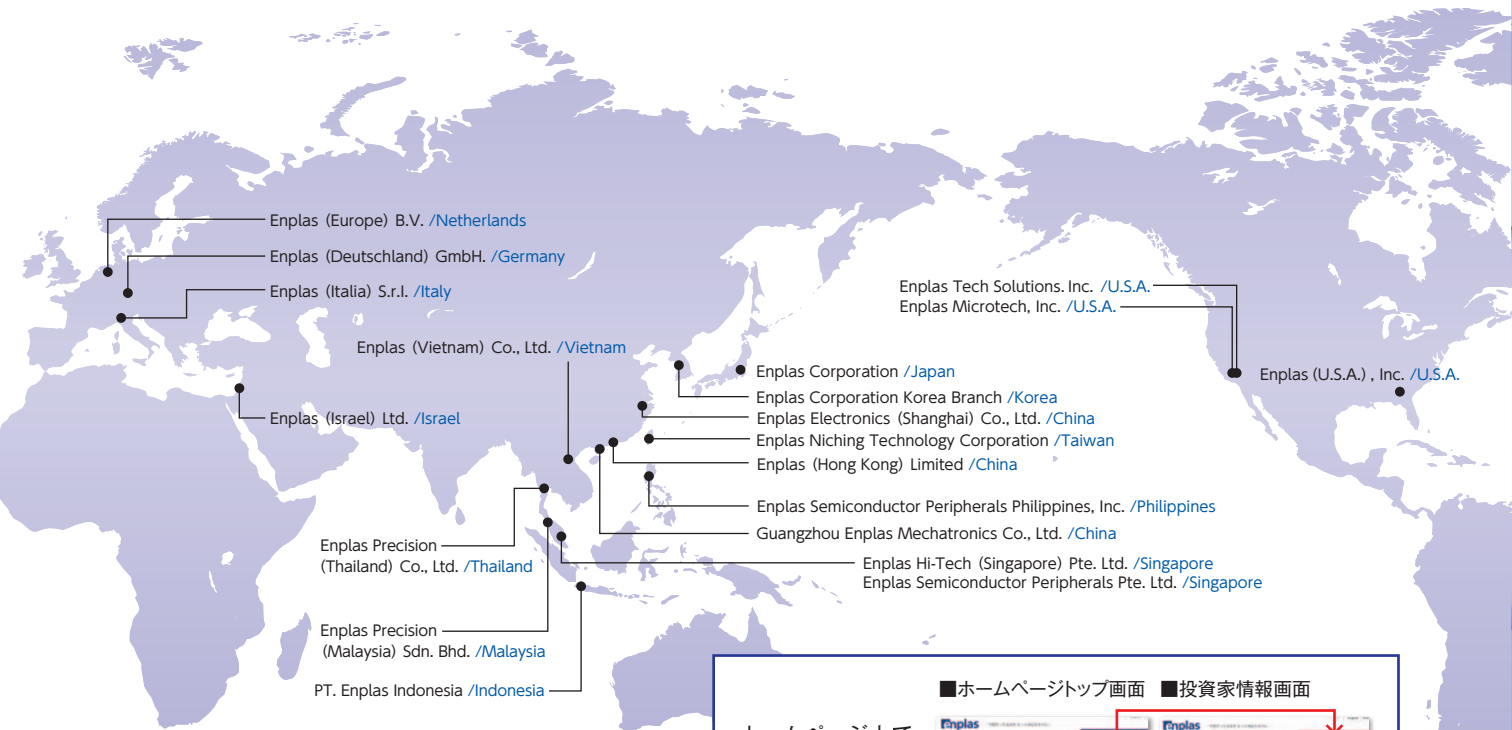 Enplas (Europe) B.V. /Netherlands
Enplas (Deutschland) GmbH. /Germany
Enplas (Italia) S.r.l. /Italy
Enplas (Vietnam) Co., Ltd. /Vietnam
Enplas (Israel) Ltd. /Israel
Enplas Tech Solutions. Inc. /U.S.A.
Enplas Microtech, Inc. /U.S.A.
Enplas (U.S.A.) , Inc. /U.S.A.
Enplas Corporation /Japan
Enplas Corporation Korea Branch /Korea
Enplas Electronics (Shanghai) Co., Ltd. /China
Enplas Niching Technology Corporation /Taiwan
Enplas (Hong Kong) Limited /China
Enplas Semiconductor Peripherals Philippines, Inc. /Philippines
Guangzhou Enplas Mechatronics Co., Ltd. /China
Enplas Hi-Tech (Singapore) Pte. Ltd. /Singapore
Enplas Semiconductor Peripherals Pte. Ltd. /Singapore
Enplas Precision
(Thailand) Co., Ltd. /Thailand
Enplas Precision
(Malaysia) Sdn. Bhd. /Malaysia
PT. Enplas Indonesia /Indonesia
■ホームページトップ画面 ■投資家情報画面
Enplas
Enplas